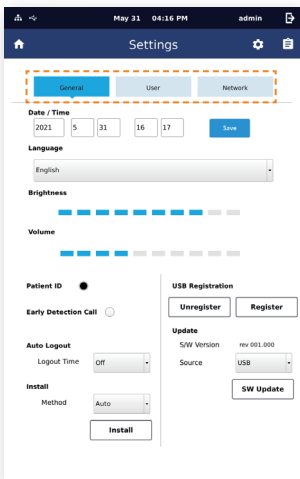 May 31 04:16 PM admin
Settings
General User Network
Date / Time
2021 5 31 16 17 Save
Language
English
Brightness
Volume
Patient ID
Early Detection Call
Auto Logout
Logout Time Off
Install
Method Auto
Install
USB Registration
Unregister Register
Update
S/W Version rev 001.000
Source USB
SW Update